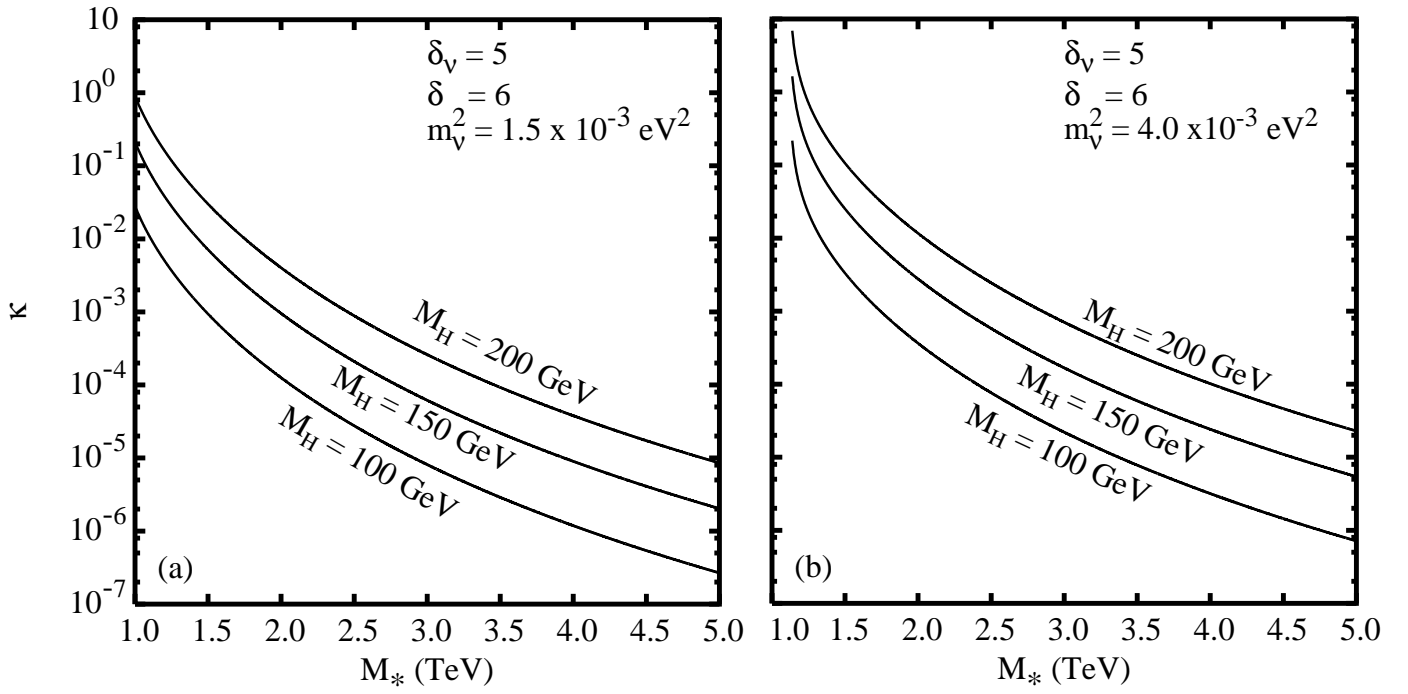 10
10^0
10^-1
10^-2
10^-3
10^-4
10^-5
10^-6
10^-7
κ
δ_ν = 5
δ = 6
m_ν^2 = 1.5 x 10^-3 eV^2
M_H = 200 GeV
M_H = 150 GeV
M_H = 100 GeV
(a)
1.0 1.5 2.0 2.5 3.0 3.5 4.0 4.5 5.0
M_* (TeV)
δ_ν = 5
δ = 6
m_ν^2 = 4.0 x10^-3 eV^2
M_H = 200 GeV
M_H = 150 GeV
M_H = 100 GeV
(b)
1.0 1.5 2.0 2.5 3.0 3.5 4.0 4.5 5.0
M_* (TeV)